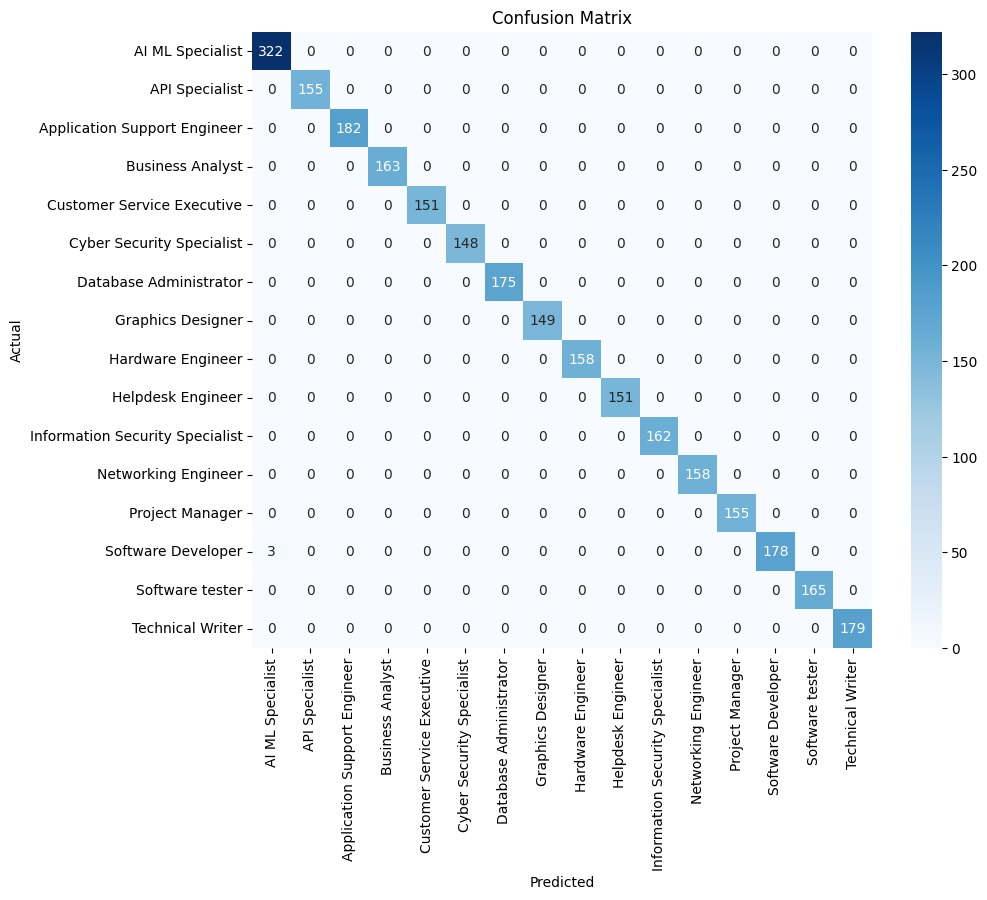 Confusion Matrix
AI ML Specialist 322 0 0 0 0 0 0 0 0 0 0 0 0 0 0 0
API Specialist 0 155 0 0 0 0 0 0 0 0 0 0 0 0 0 0
Application Support Engineer 0 0 182 0 0 0 0 0 0 0 0 0 0 0 0 0
Business Analyst 0 0 0 163 0 0 0 0 0 0 0 0 0 0 0 0
Customer Service Executive 0 0 0 0 151 0 0 0 0 0 0 0 0 0 0 0
Cyber Security Specialist 0 0 0 0 0 148 0 0 0 0 0 0 0 0 0 0
Database Administrator 0 0 0 0 0 0 175 0 0 0 0 0 0 0 0 0
Graphics Designer 0 0 0 0 0 0 0 149 0 0 0 0 0 0 0 0
Hardware Engineer 0 0 0 0 0 0 0 0 158 0 0 0 0 0 0 0
Helpdesk Engineer 0 0 0 0 0 0 0 0 0 151 0 0 0 0 0 0
Information Security Specialist 0 0 0 0 0 0 0 0 0 0 162 0 0 0 0 0
Networking Engineer 0 0 0 0 0 0 0 0 0 0 0 158 0 0 0 0
Project Manager 0 0 0 0 0 0 0 0 0 0 0 0 155 0 0 0
Software Developer 3 0 0 0 0 0 0 0 0 0 0 0 0 178 0 0
Software tester 0 0 0 0 0 0 0 0 0 0 0 0 0 0 165 0
Technical Writer 0 0 0 0 0 0 0 0 0 0 0 0 0 0 0 179
Actual
AI ML Specialist
API Specialist
Application Support Engineer
Business Analyst
Customer Service Executive
Cyber Security Specialist
Database Administrator
Graphics Designer
Hardware Engineer
Helpdesk Engineer
Information Security Specialist
Networking Engineer
Project Manager
Software Developer
Software tester
Technical Writer
Predicted
300
250
200
150
100
50
0